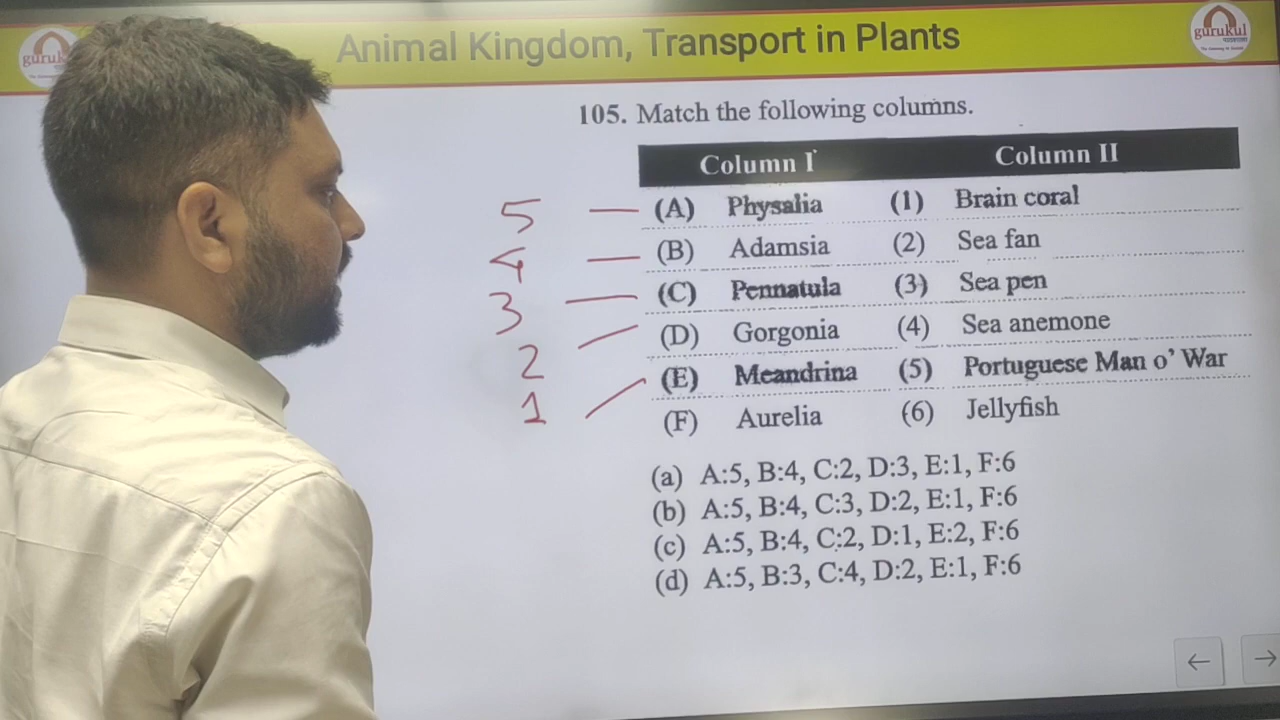 gurukul
Animal Kingdom, Transport in Plants
gurukul
105. Match the following columns.
Column I Column II
5 — (A) Physalia (1) Brain coral
4 — (B) Adamsia (2) Sea fan
3 — (C) Pennatula (3) Sea pen
2 — (D) Gorgonia (4) Sea anemone
1 — (E) Meandrina (5) Portuguese Man o' War
(F) Aurelia (6) Jellyfish
(a) A:5, B:4, C:2, D:3, E:1, F:6
(b) A:5, B:4, C:3, D:2, E:1, F:6
(c) A:5, B:4, C:2, D:1, E:2, F:6
(d) A:5, B:3, C:4, D:2, E:1, F:6